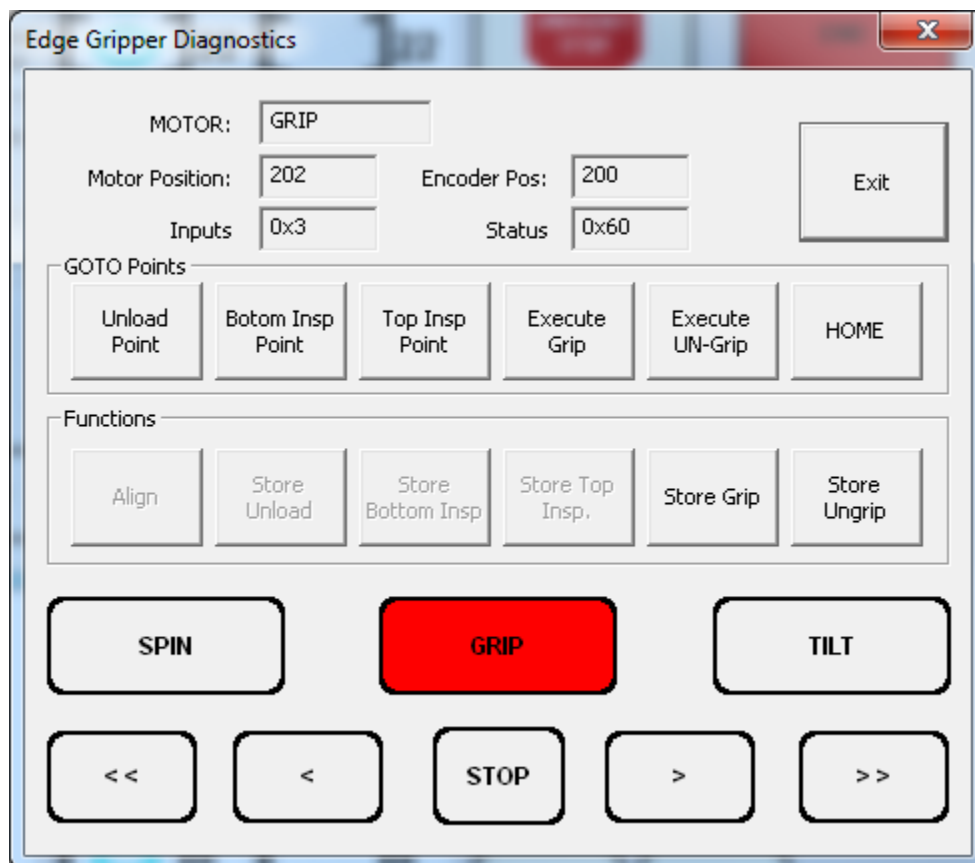 Edge Gripper Diagnostics
MOTOR: GRIP
Motor Position: 202 Encoder Pos: 200
Inputs 0x3 Status 0x60
Exit
GOTO Points
Unload
Point
Botom Insp
Point
Top Insp
Point
Execute
Grip
Execute
UN-Grip
HOME
Functions
Align
Store
Unload
Store
Bottom Insp
Store Top
Insp.
Store Grip
Store
Ungrip
SPIN
GRIP
TILT
<<
<
STOP
>
>>